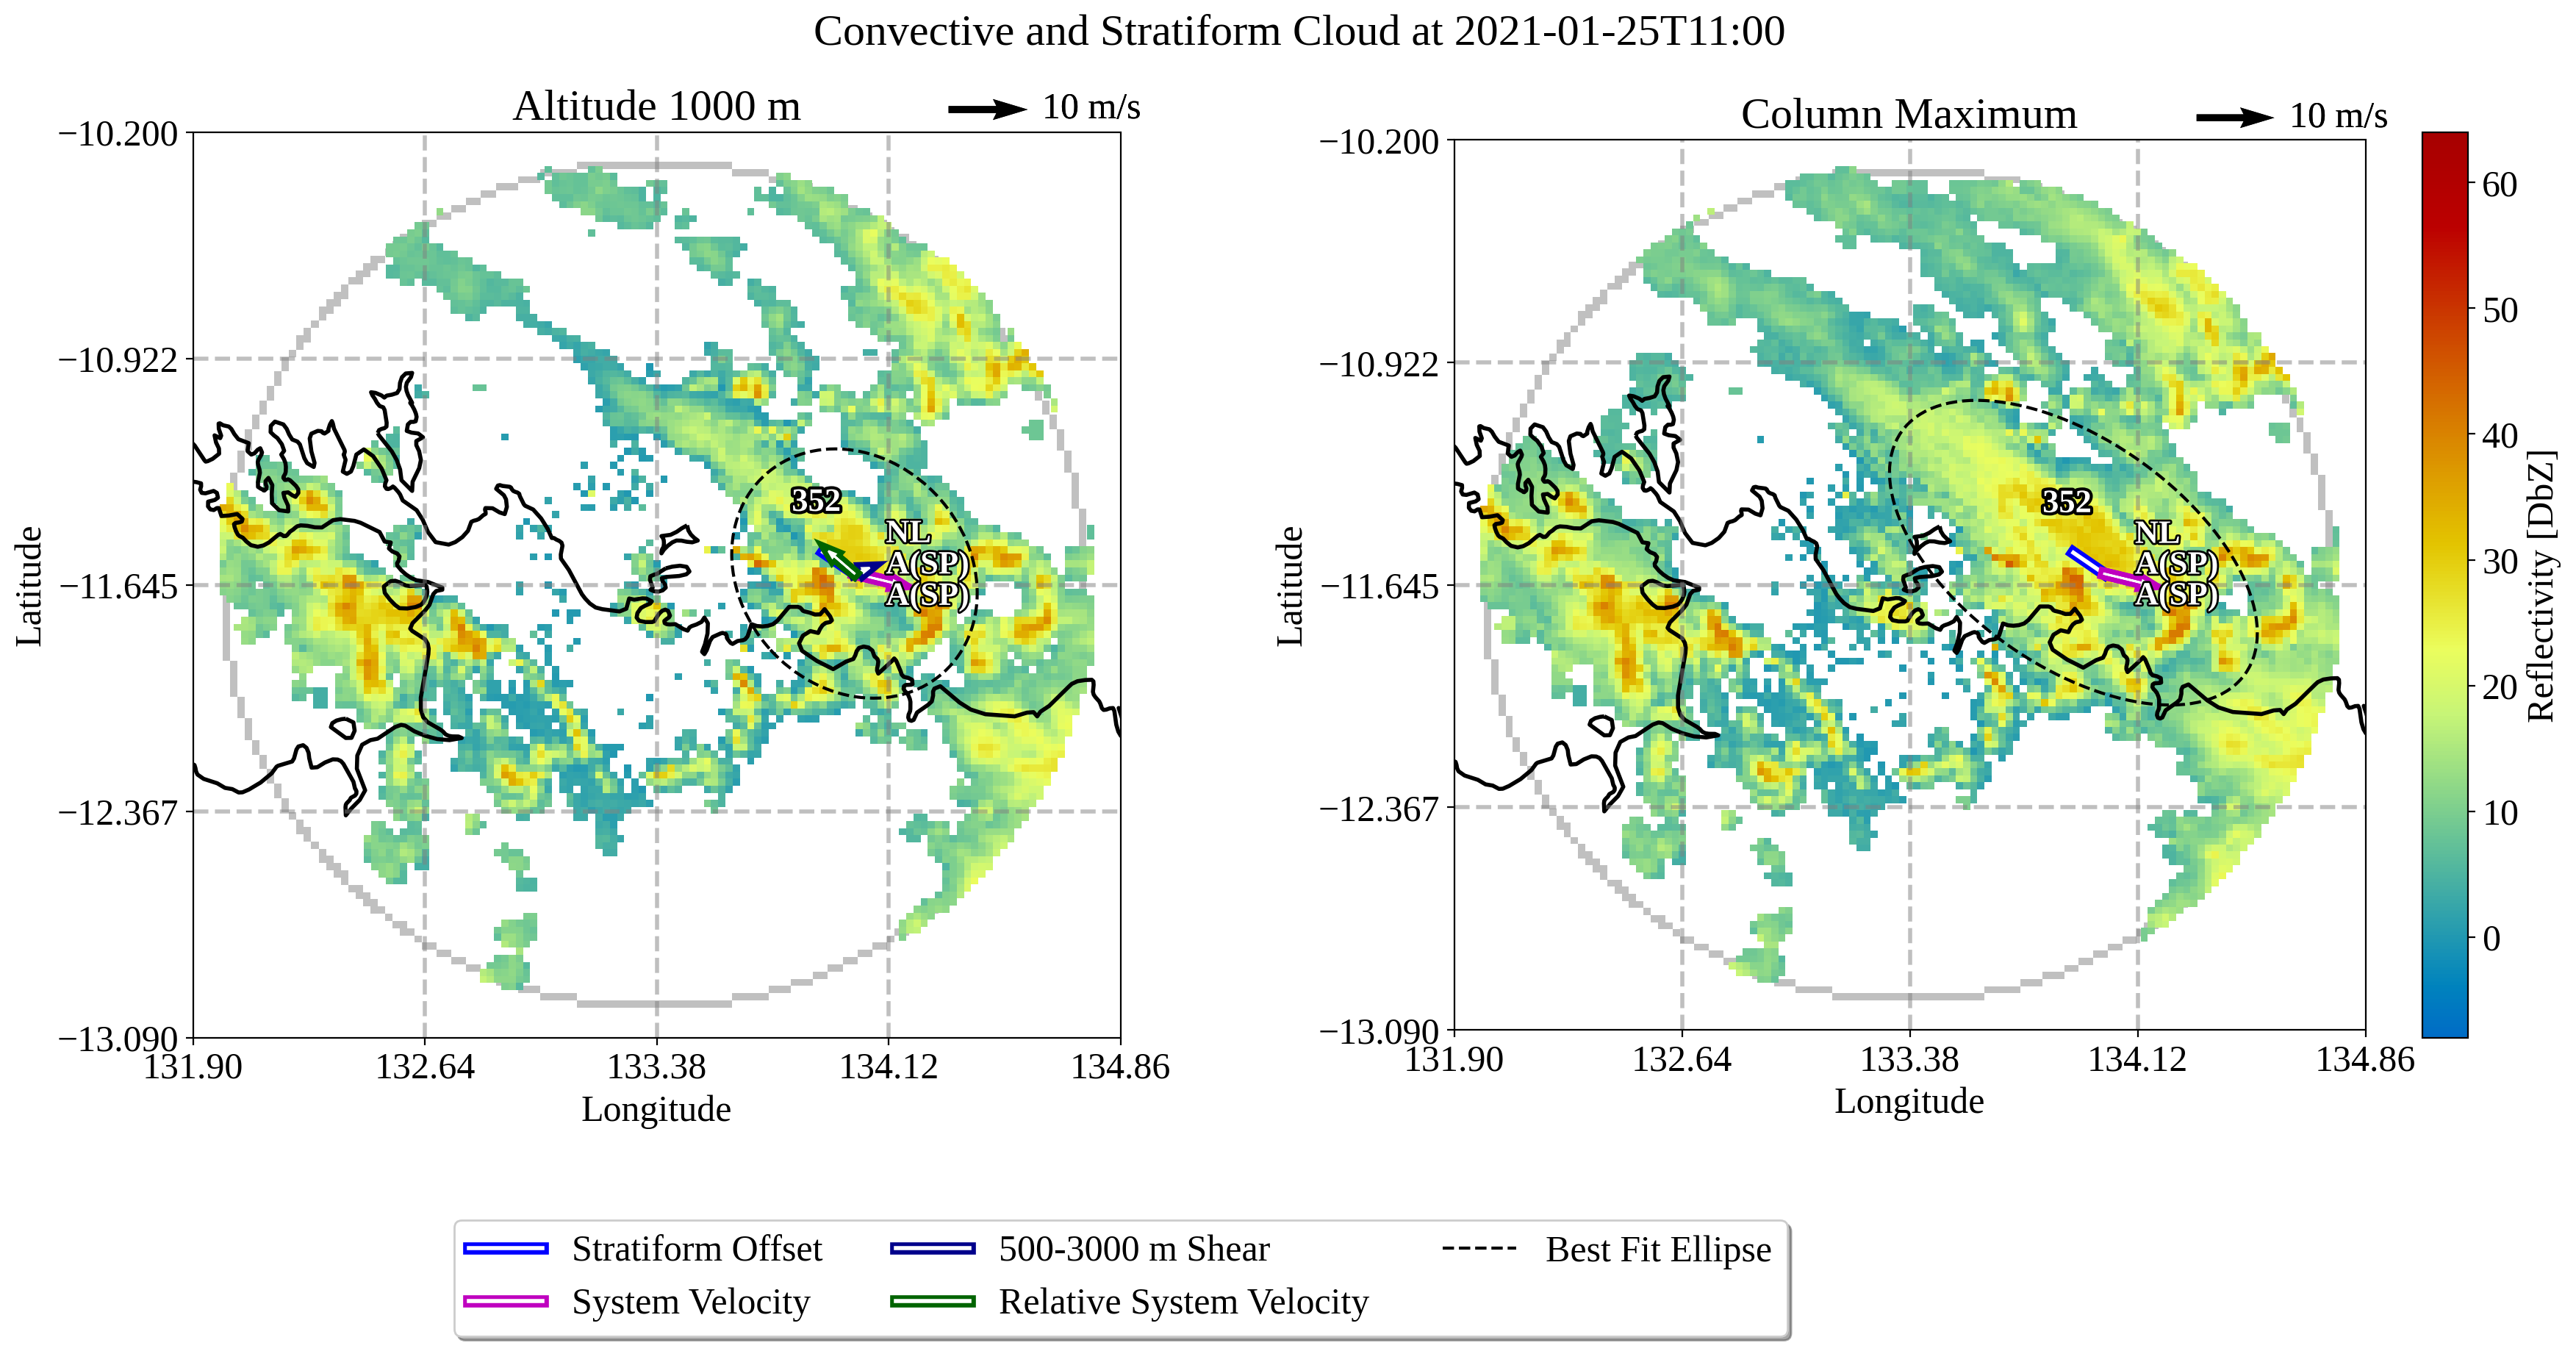 Convective and Stratiform Cloud at 2021-01-25T11:00
Altitude 1000 m
10 m/s
−10.200
−10.922
−11.645
−12.367
−13.090
Latitude
131.90
132.64
133.38
134.12
134.86
Longitude
352
NL
A(SP)
A(SP)
Column Maximum
10 m/s
−10.200
−10.922
−11.645
−12.367
−13.090
Latitude
131.90
132.64
133.38
134.12
134.86
Longitude
352
NL
A(SP)
A(SP)
60
50
40
30
20
10
0
Reflectivity [DbZ]
Stratiform Offset
System Velocity
500-3000 m Shear
Relative System Velocity
Best Fit Ellipse